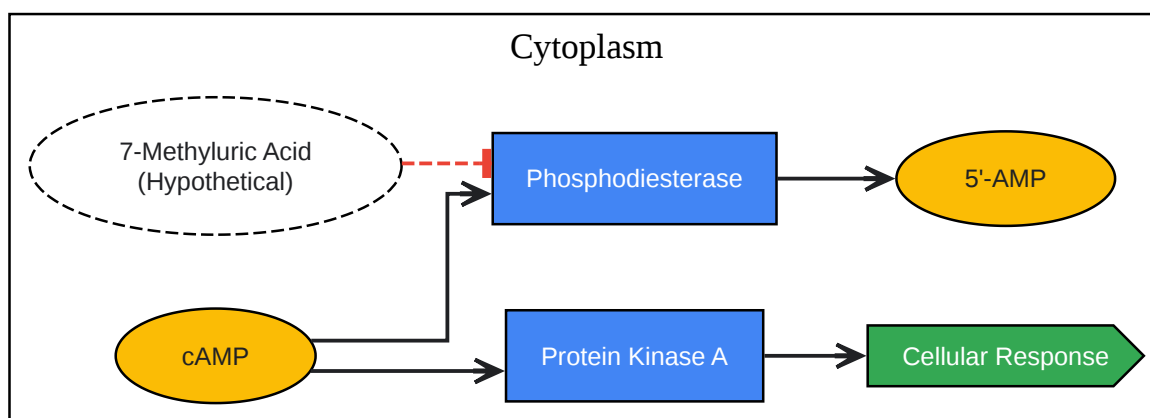 Cytoplasm
7-Methyluric Acid
(Hypothetical)
Phosphodiesterase
5'-AMP
cAMP
Protein Kinase A
Cellular Response